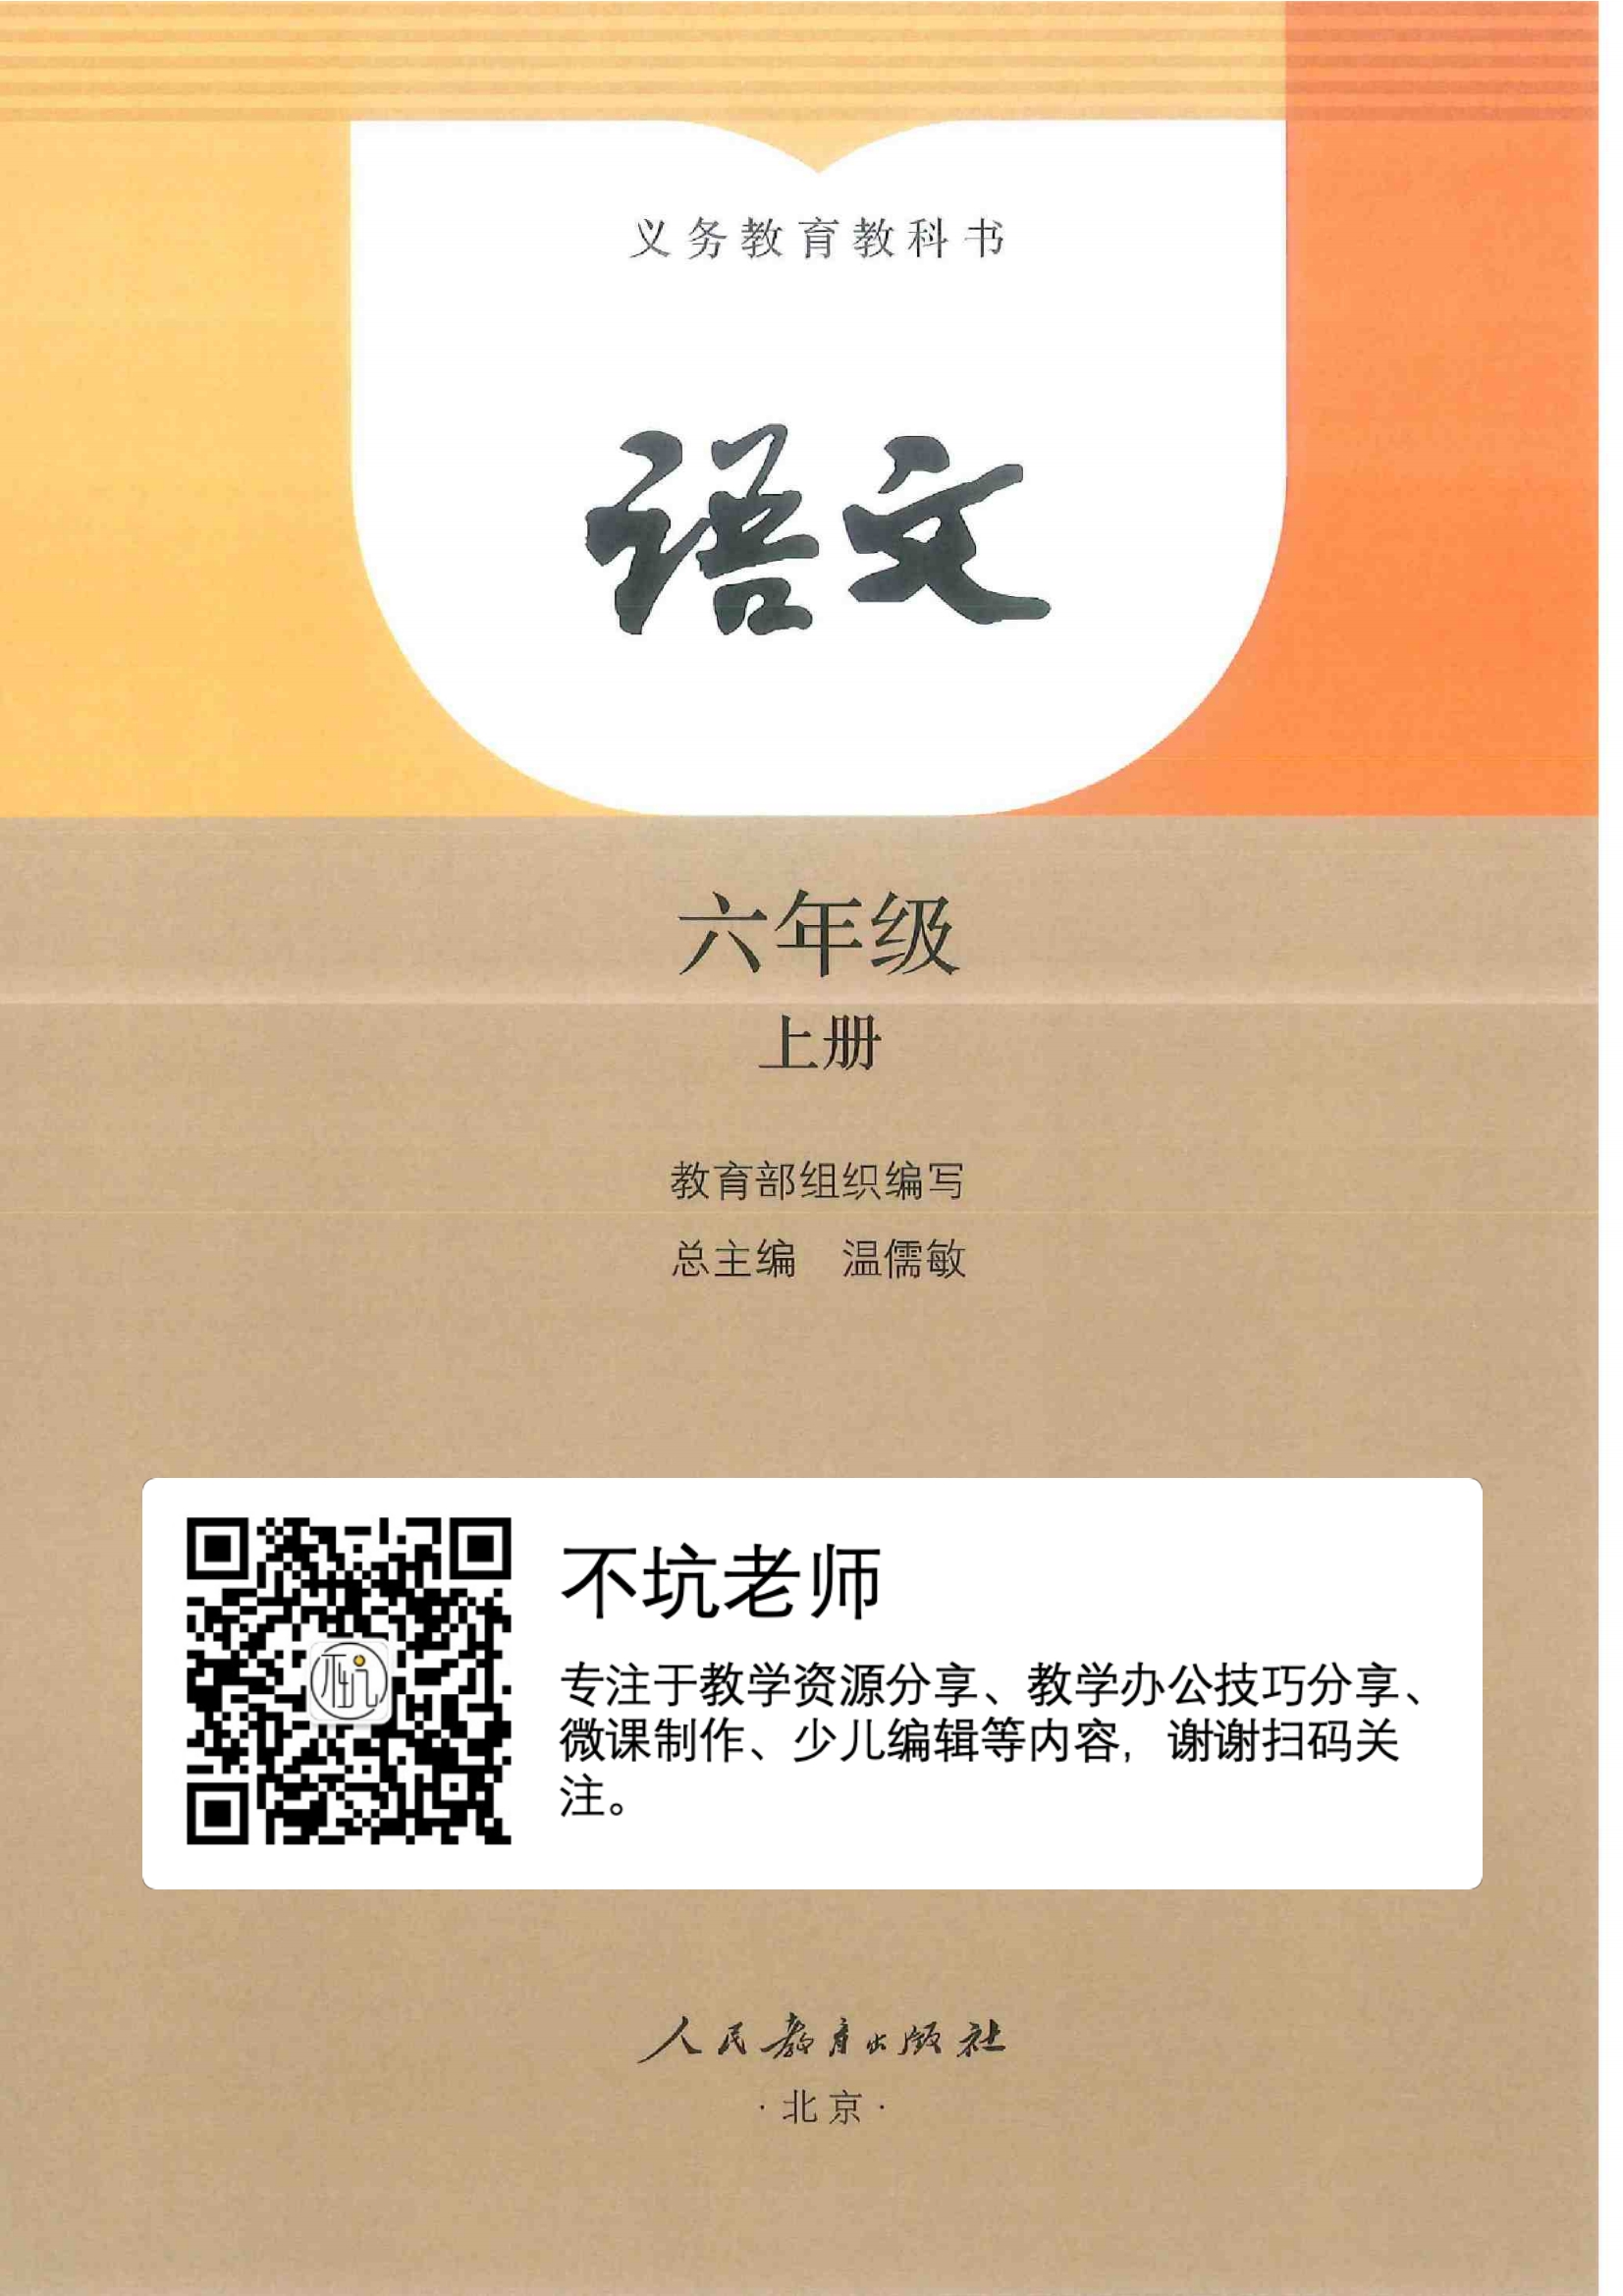 义务教育教科书
语文
六年级
上册
教育部组织编写
总主编　温儒敏
不坑
不坑老师
专注于教学资源分享、教学办公技巧分享、
微课制作、少儿编辑等内容，谢谢扫码关
注。
人民教育出版社
·北京·